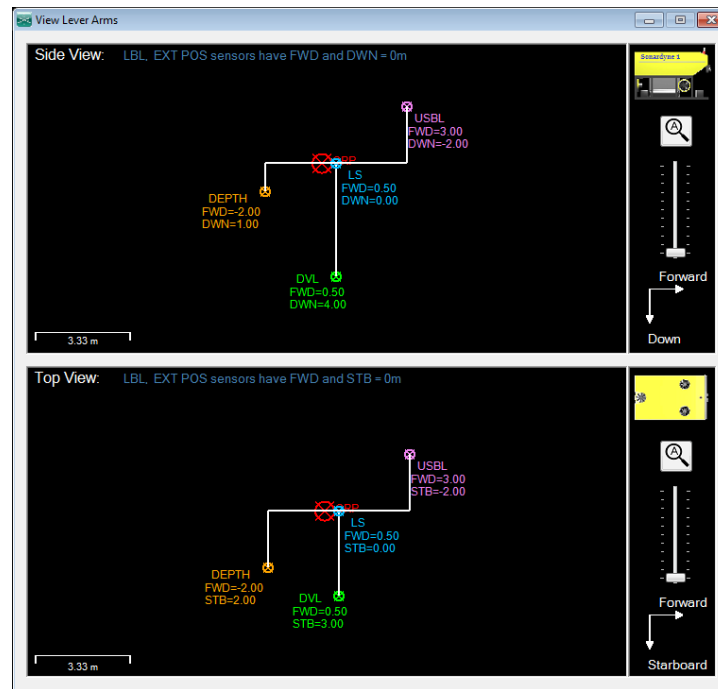 View Lever Arms
Side View: LBL, EXT POS sensors have FWD and DWN = 0m
Sonardyne 1
USBL
FWD=3.00
DWN=-2.00
LS
FWD=0.50
DWN=0.00
DEPTH
FWD=-2.00
DWN=1.00
DVL
FWD=0.50
DWN=4.00
3.33 m
A
Forward
Down
Top View: LBL, EXT POS sensors have FWD and STB = 0m
USBL
FWD=3.00
STB=-2.00
LS
FWD=0.50
STB=0.00
DEPTH
FWD=-2.00
STB=2.00
DVL
FWD=0.50
STB=3.00
3.33 m
A
Forward
Starboard